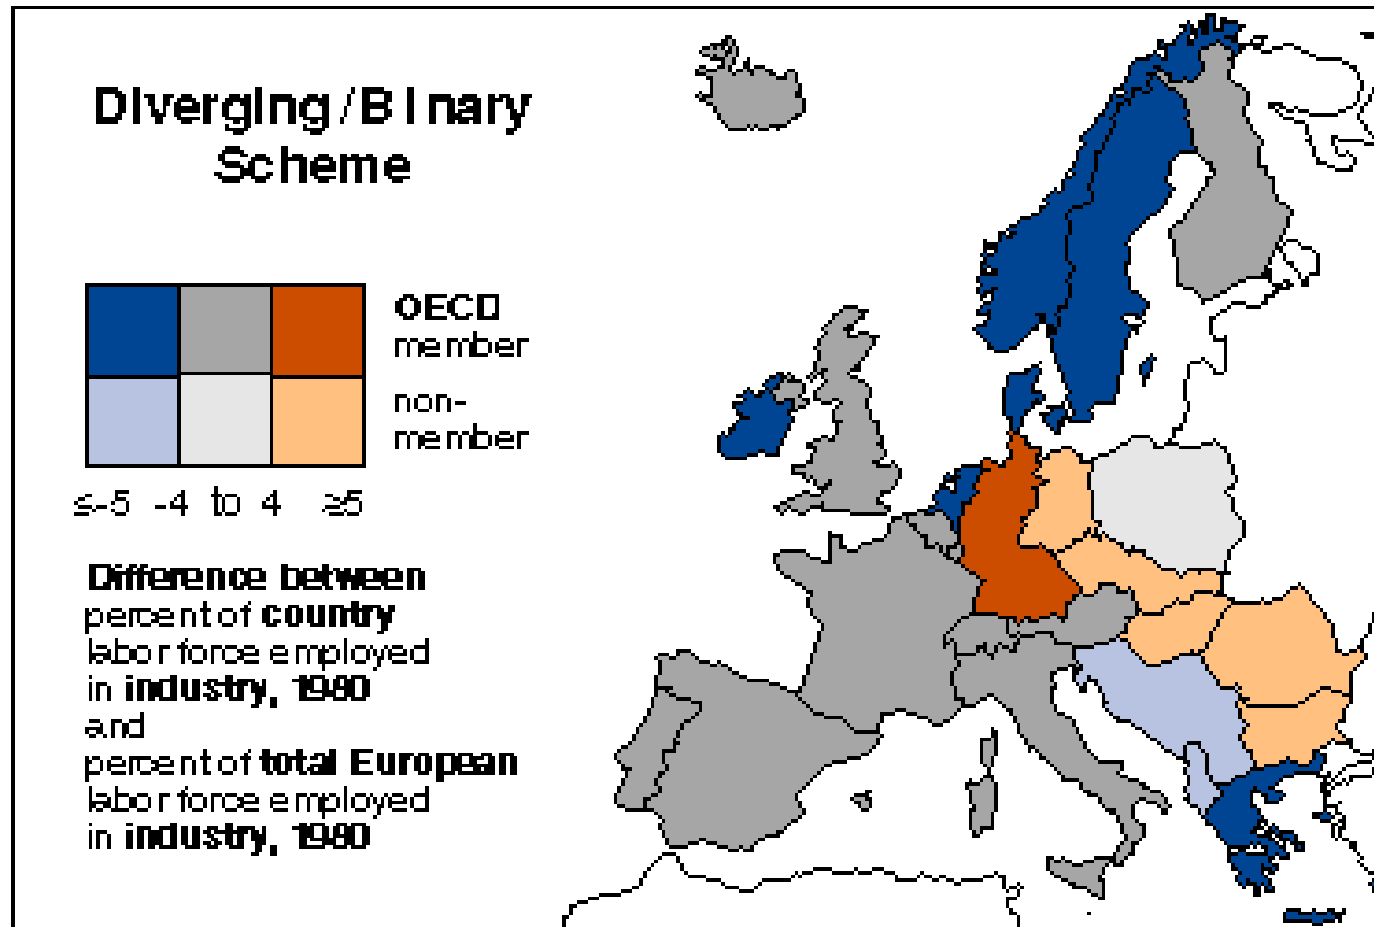 Diverging/Binary
Scheme
OECD
member
non-
member
≤-5 -4 to 4 ≥5
Difference between
percent of country
labor force employed
in industry, 1980
and
percent of total European
labor force employed
in industry, 1980